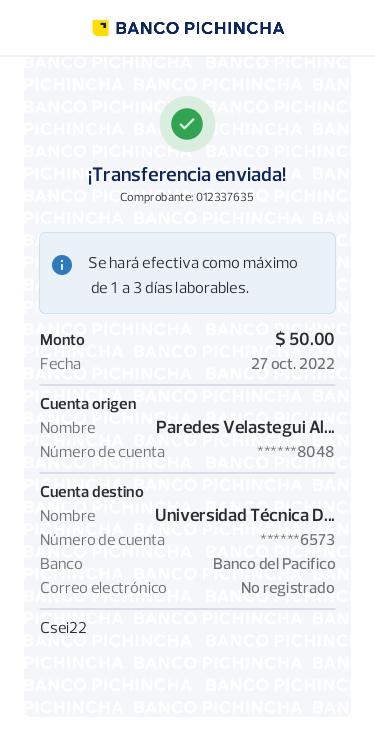 BANCO PICHINCHA
¡Transferencia enviada!
Comprobante: 012337635
Se hará efectiva como máximo
de 1 a 3 días laborables.
Monto $ 50.00
Fecha 27 oct. 2022
Cuenta origen
Nombre Paredes Velastegui Al...
Número de cuenta ******8048
Cuenta destino
Nombre Universidad Técnica D...
Número de cuenta ******6573
Banco Banco del Pacifico
Correo electrónico No registrado
Csei22